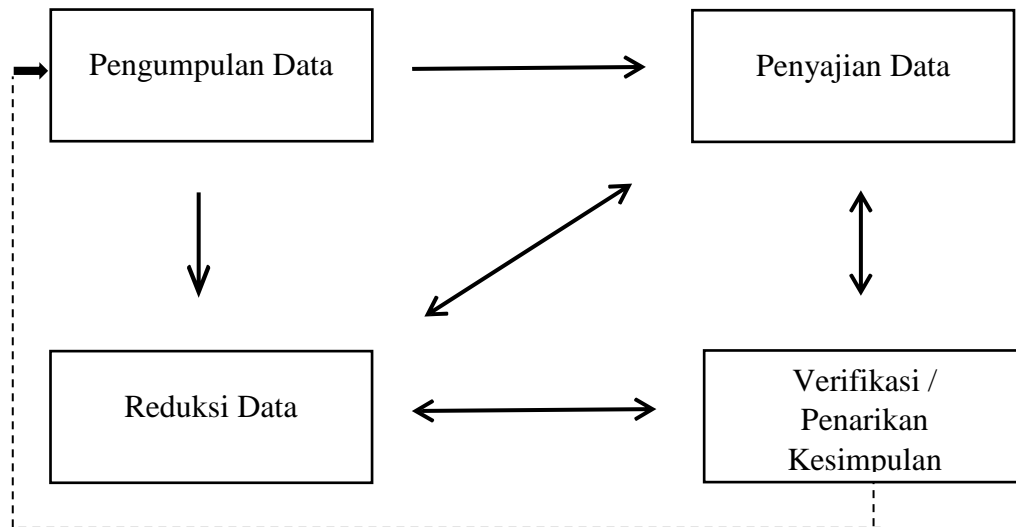 Pengumpulan Data
Penyajian Data
Reduksi Data
Verifikasi /
Penarikan
Kesimpulan